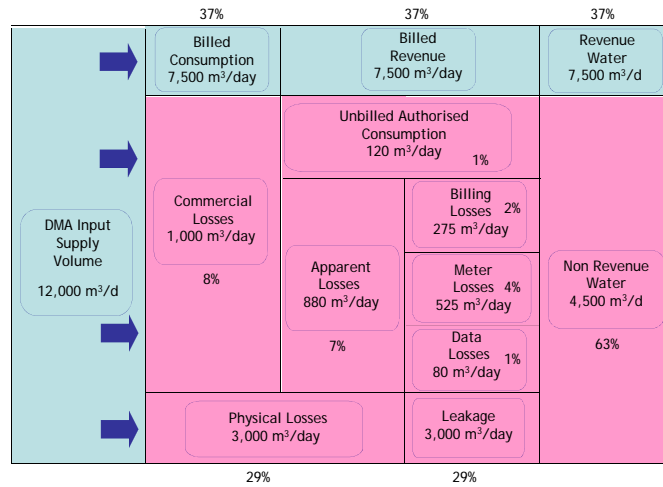 37%
37%
37%
Billed
Consumption
7,500 m³/day
Billed
Revenue
7,500 m³/day
Revenue
Water
7,500 m³/d
Unbilled Authorised
Consumption
120 m³/day
1%
DMA Input
Supply
Volume
12,000 m³/d
Commercial
Losses
1,000 m³/day
8%
Apparent
Losses
880 m³/day
7%
Billing
Losses 2%
275 m³/day
Meter
Losses 4%
525 m³/day
Data
Losses 1%
80 m³/day
Non Revenue
Water
4,500 m³/d
63%
Physical Losses
3,000 m³/day
Leakage
3,000 m³/day
29%
29%